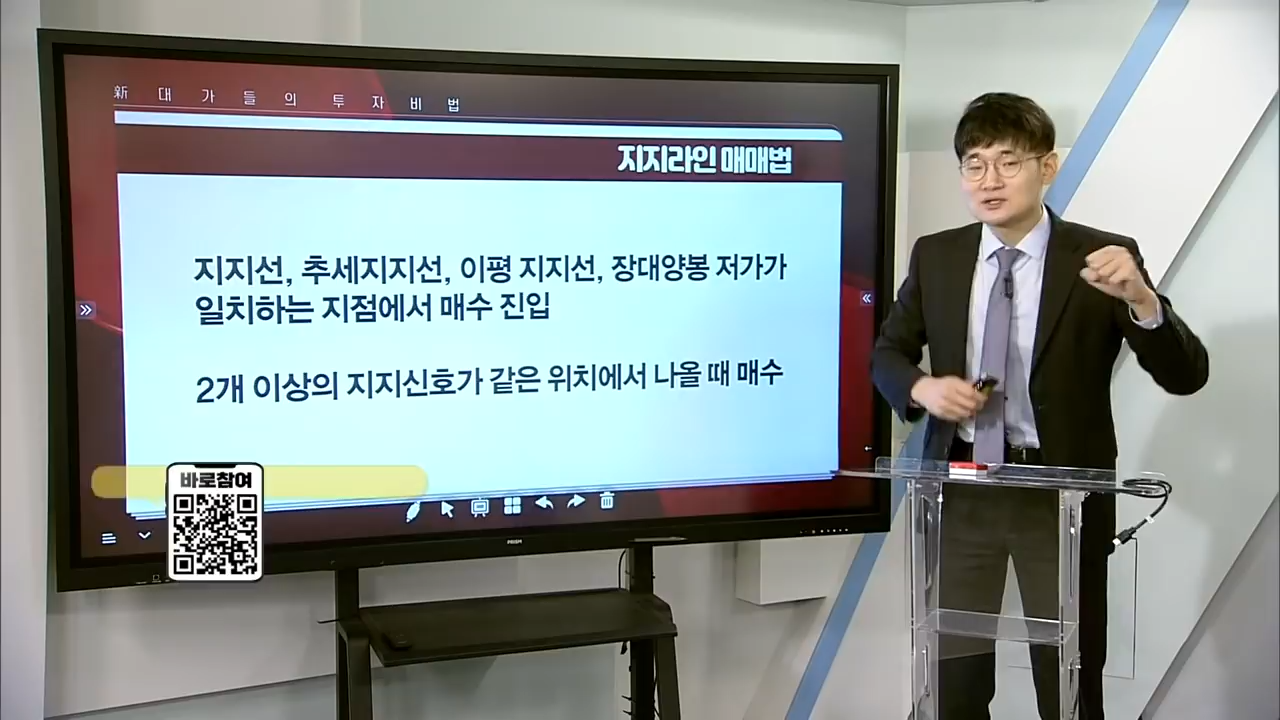 新 대 가 들 의 투 자 비 법
지지라인 매매법
지지선, 추세지지선, 이평 지지선, 장대양봉 저가가
일치하는 지점에서 매수 진입
2개 이상의 지지신호가 같은 위치에서 나올 때 매수
바로참여
PRISM